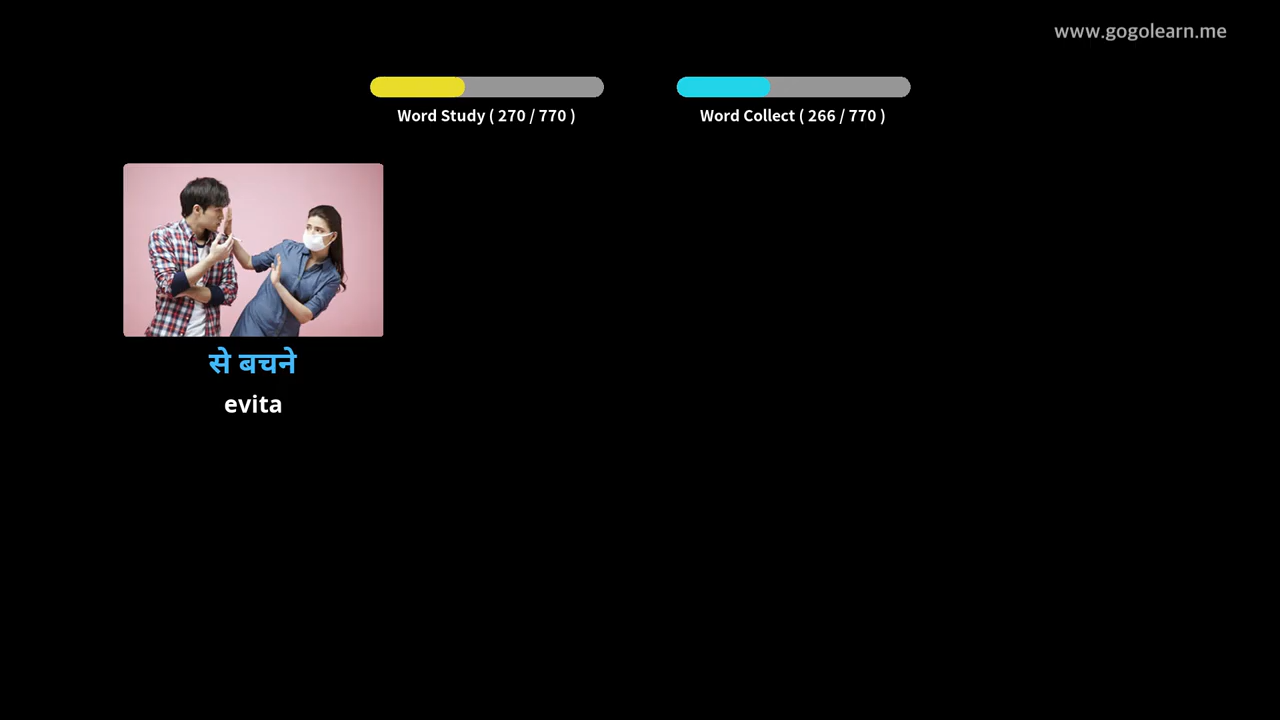 www.gogolearn.me
Word Study ( 270 / 770 )
Word Collect ( 266 / 770 )
से बचने
evita